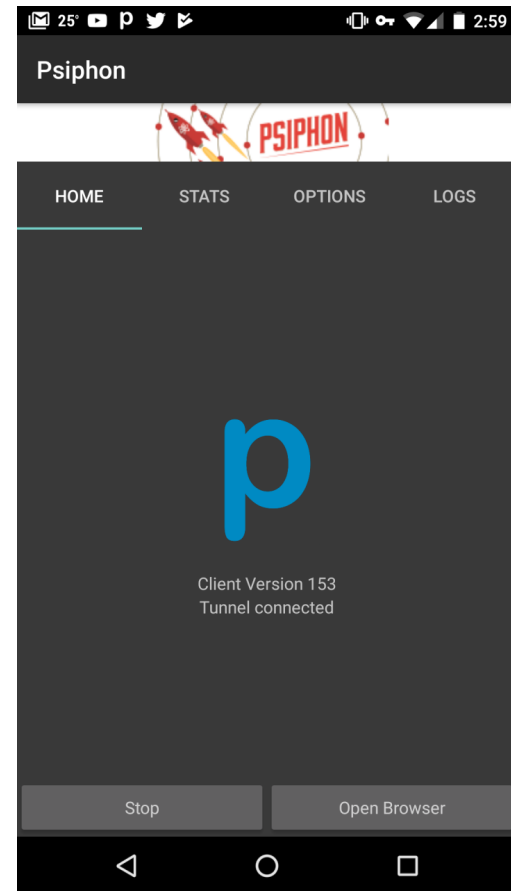 25° p 2:59
Psiphon
PSIPHON
HOME STATS OPTIONS LOGS
p
Client Version 153
Tunnel connected
Stop Open Browser